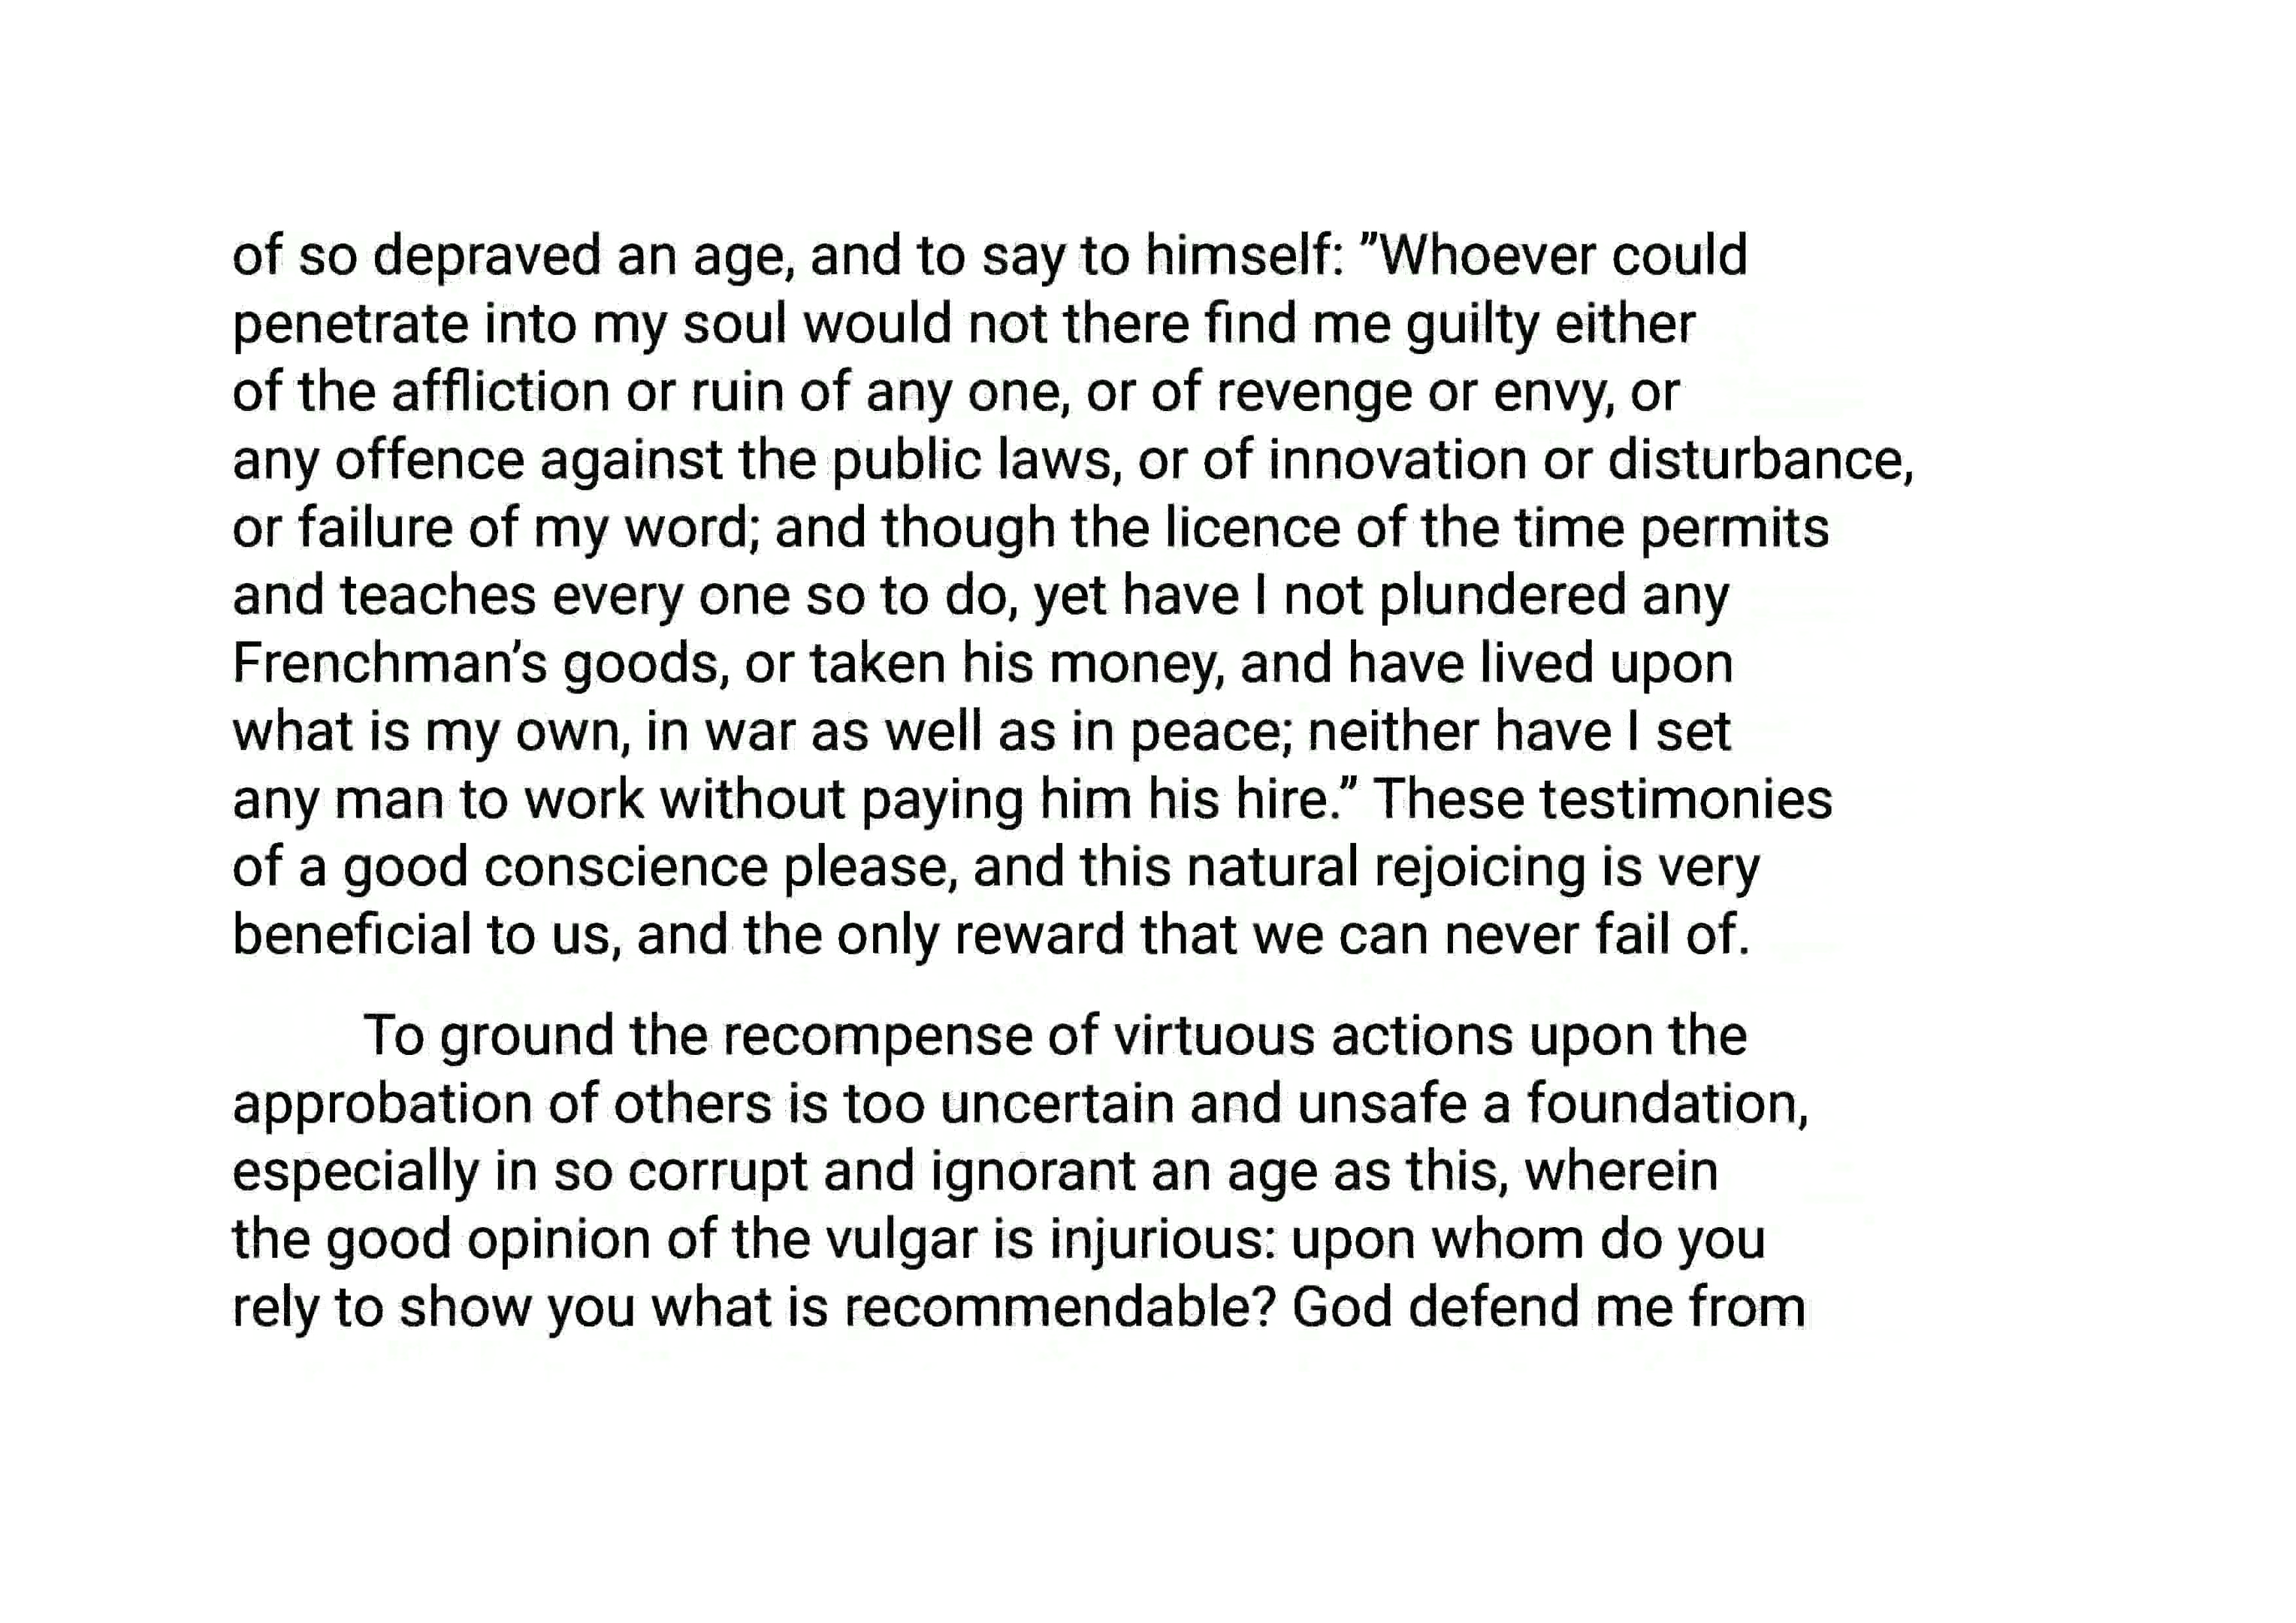 of so depraved an age, and to say to himself: ”Whoever could
penetrate into my soul would not there find me guilty either
of the affliction or ruin of any one, or of revenge or envy, or
any offence against the public laws, or of innovation or disturbance,
or failure of my word; and though the licence of the time permits
and teaches every one so to do, yet have I not plundered any
Frenchman’s goods, or taken his money, and have lived upon
what is my own, in war as well as in peace; neither have I set
any man to work without paying him his hire.” These testimonies
of a good conscience please, and this natural rejoicing is very
beneficial to us, and the only reward that we can never fail of.
To ground the recompense of virtuous actions upon the
approbation of others is too uncertain and unsafe a foundation,
especially in so corrupt and ignorant an age as this, wherein
the good opinion of the vulgar is injurious: upon whom do you
rely to show you what is recommendable? God defend me from